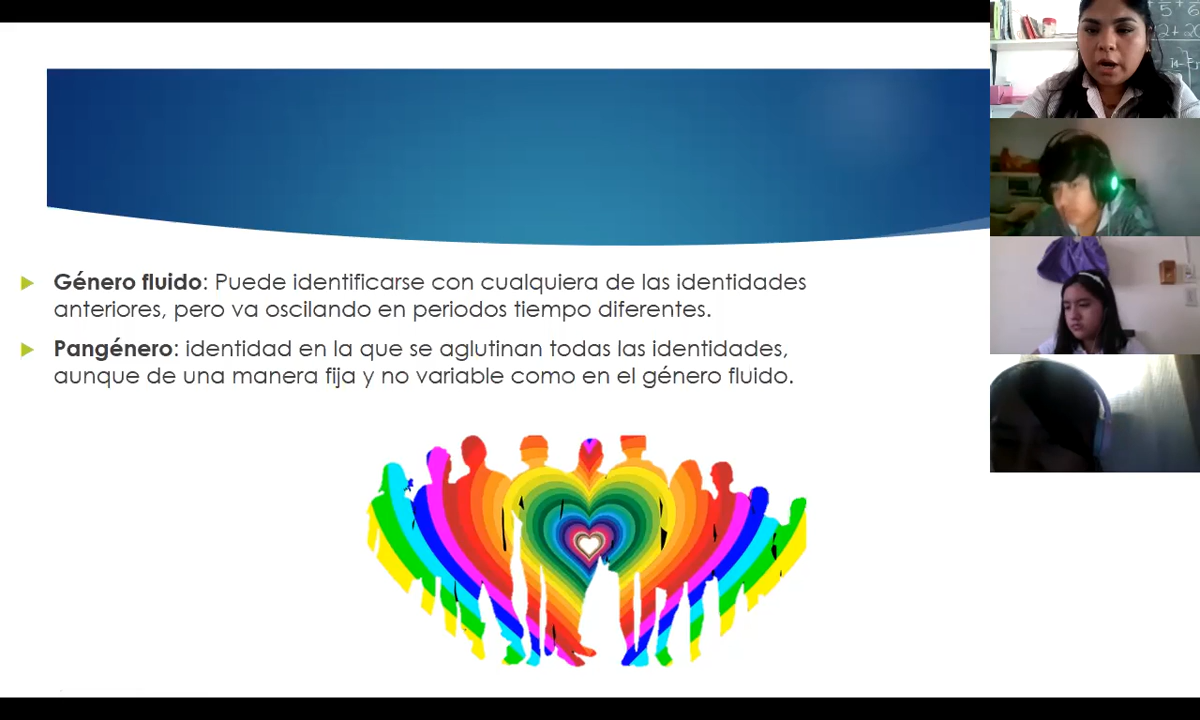 Género fluido: Puede identificarse con cualquiera de las identidades
anteriores, pero va oscilando en periodos tiempo diferentes.
Pangénero: identidad en la que se aglutinan todas las identidades,
aunque de una manera fija y no variable como en el género fluido.